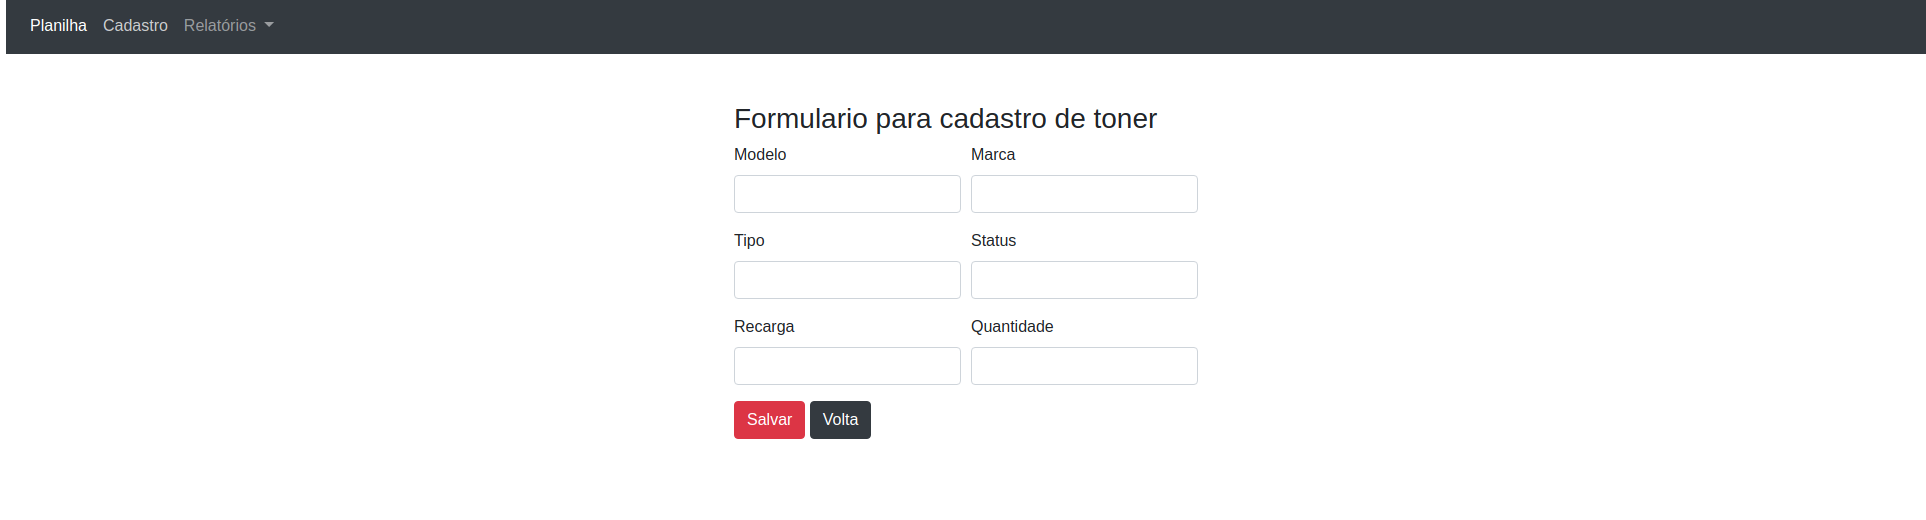 Planilha Cadastro Relatórios
Formulario para cadastro de toner
Modelo Marca
Tipo Status
Recarga Quantidade
Salvar Volta